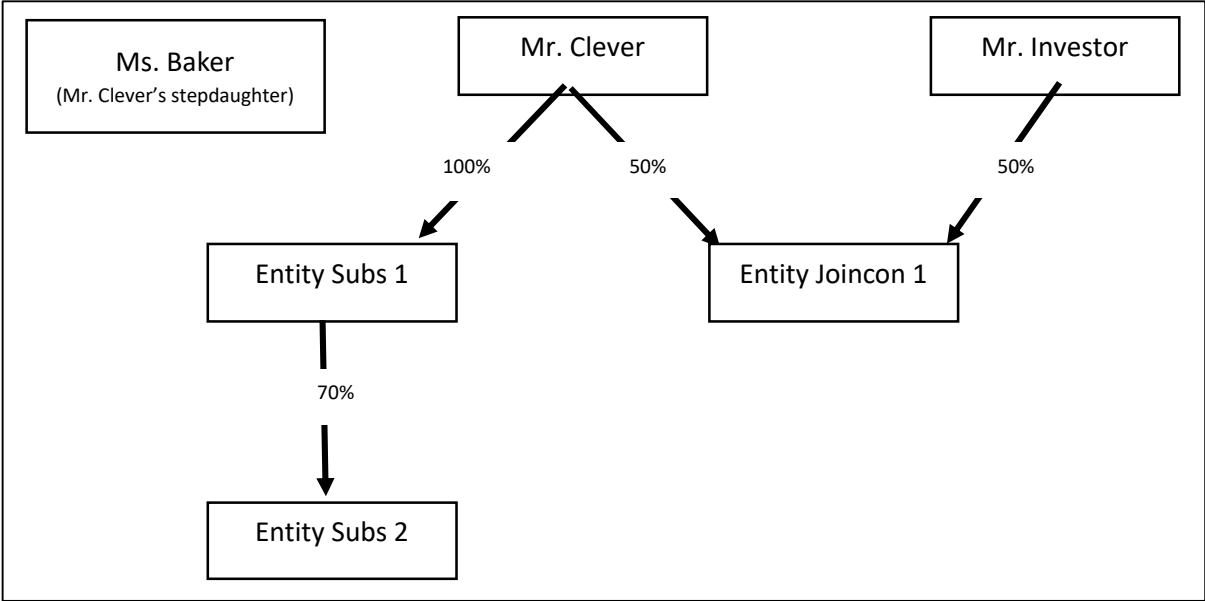 Ms. Baker
(Mr. Clever’s stepdaughter)
Mr. Clever
Mr. Investor
100%
50%
50%
Entity Subs 1
Entity Joincon 1
70%
Entity Subs 2